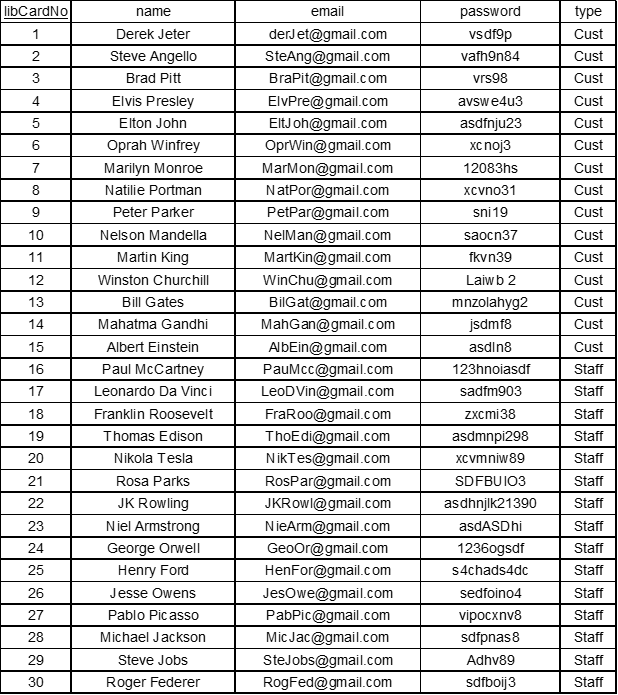 libCardNo name email password type
1 Derek Jeter derJet@gmail.com vsdf9p Cust
2 Steve Angello SteAng@gmail.com vafh9n84 Cust
3 Brad Pitt BraPit@gmail.com vrs98 Cust
4 Elvis Presley ElvPre@gmail.com avswe4u3 Cust
5 Elton John EltJoh@gmail.com asdfnju23 Cust
6 Oprah Winfrey OprWin@gmail.com xcnoj3 Cust
7 Marilyn Monroe MarMon@gmail.com 12083hs Cust
8 Natilie Portman NatPor@gmail.com xcvno31 Cust
9 Peter Parker PetPar@gmail.com sni19 Cust
10 Nelson Mandella NelMan@gmail.com saocn37 Cust
11 Martin King MartKin@gmail.com fkvn39 Cust
12 Winston Churchill WinChu@gmail.com Laiwb 2 Cust
13 Bill Gates BilGat@gmail.com mnzolahyg2 Cust
14 Mahatma Gandhi MahGan@gmail.com jsdmf8 Cust
15 Albert Einstein AlbEin@gmail.com asdln8 Cust
16 Paul McCartney PauMcc@gmail.com 123hnoiasdf Staff
17 Leonardo Da Vinci LeoDVin@gmail.com sadfm903 Staff
18 Franklin Roosevelt FraRoo@gmail.com zxcmi38 Staff
19 Thomas Edison ThoEdi@gmail.com asdmnpi298 Staff
20 Nikola Tesla NikTes@gmail.com xcvmniw89 Staff
21 Rosa Parks RosPar@gmail.com SDFBUIO3 Staff
22 JK Rowling JKRowl@gmail.com asdhnjlk21390 Staff
23 Niel Armstrong NieArm@gmail.com asdASDhi Staff
24 George Orwell GeoOr@gmail.com 1236ogsdf Staff
25 Henry Ford HenFor@gmail.com s4chads4dc Staff
26 Jesse Owens JesOwe@gmail.com sedfoino4 Staff
27 Pablo Picasso PabPic@gmail.com vipocxnv8 Staff
28 Michael Jackson MicJac@gmail.com sdfpnas8 Staff
29 Steve Jobs SteJobs@gmail.com Adhv89 Staff
30 Roger Federer RogFed@gmail.com sdfboij3 Staff